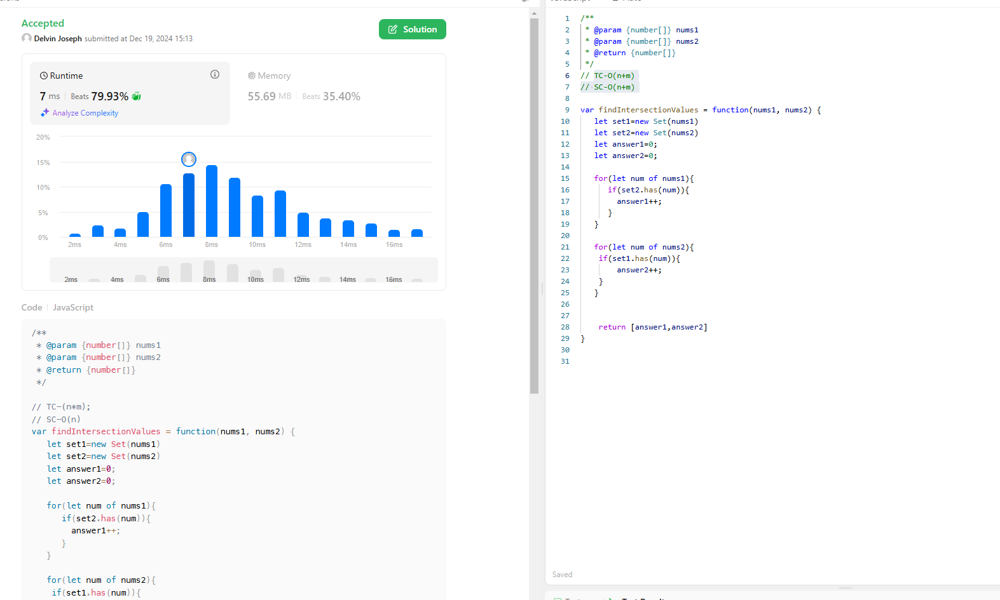 Accepted
Delvin Joseph submitted at Dec 19, 2024 15:13
Solution
Runtime
7 ms | Beats 79.93%
Analyze Complexity
Memory
55.69 MB | Beats 35.40%
20%
15%
10%
5%
0%
2ms 4ms 6ms 8ms 10ms 12ms 14ms 16ms
2ms 4ms 6ms 8ms 10ms 12ms 14ms 16ms
Code | JavaScript
/**
 * @param {number[]} nums1
 * @param {number[]} nums2
 * @return {number[]}
 */
// TC-(n*m);
// SC-O(n)
var findIntersectionValues = function(nums1, nums2) {
   let set1=new Set(nums1)
   let set2=new Set(nums2)
   let answer1=0;
   let answer2=0;
   for(let num of nums1){
      if(set2.has(num)){
        answer1++;
      }
   }
   for(let num of nums2){
    if(set1.has(num)){
1 /**
2  * @param {number[]} nums1
3  * @param {number[]} nums2
4  * @return {number[]}
5  */
6 // TC-O(n+m)
7 // SC-O(n+m)
8
9 var findIntersectionValues = function(nums1, nums2) {
10    let set1=new Set(nums1)
11    let set2=new Set(nums2)
12    let answer1=0;
13    let answer2=0;
14
15    for(let num of nums1){
16       if(set2.has(num)){
17         answer1++;
18       }
19    }
20
21    for(let num of nums2){
22     if(set1.has(num)){
23         answer2++;
24     }
25    }
26
27
28     return [answer1,answer2]
29 }
30
31
Saved